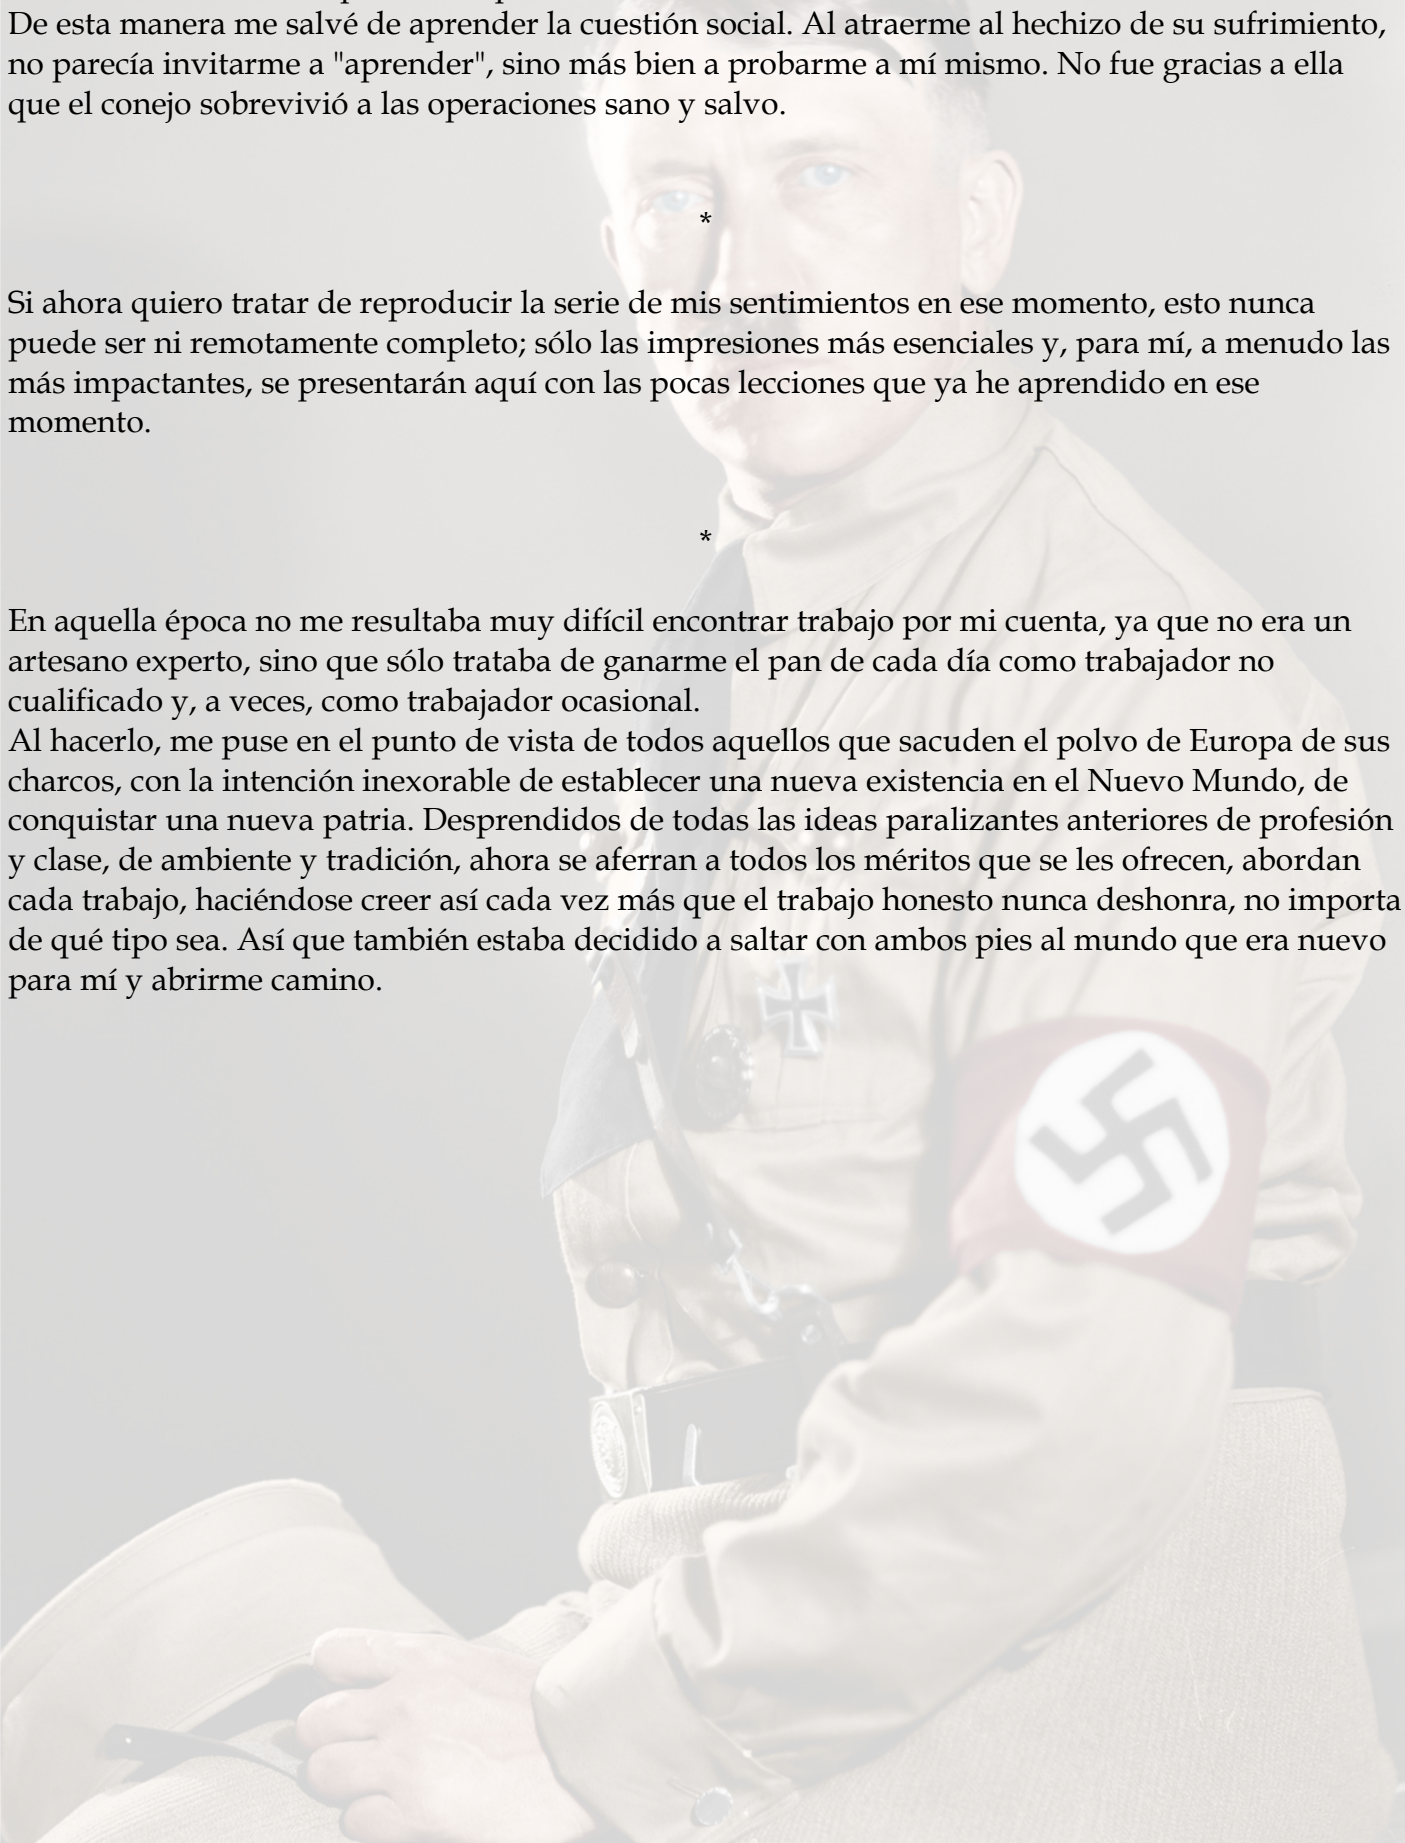 De esta manera me salvé de aprender la cuestión social. Al atraerme al hechizo de su sufrimiento,
no parecía invitarme a "aprender", sino más bien a probarme a mí mismo. No fue gracias a ella
que el conejo sobrevivió a las operaciones sano y salvo.
*
Si ahora quiero tratar de reproducir la serie de mis sentimientos en ese momento, esto nunca
puede ser ni remotamente completo; sólo las impresiones más esenciales y, para mí, a menudo las
más impactantes, se presentarán aquí con las pocas lecciones que ya he aprendido en ese
momento.
*
En aquella época no me resultaba muy difícil encontrar trabajo por mi cuenta, ya que no era un
artesano experto, sino que sólo trataba de ganarme el pan de cada día como trabajador no
cualificado y, a veces, como trabajador ocasional.
Al hacerlo, me puse en el punto de vista de todos aquellos que sacuden el polvo de Europa de sus
charcos, con la intención inexorable de establecer una nueva existencia en el Nuevo Mundo, de
conquistar una nueva patria. Desprendidos de todas las ideas paralizantes anteriores de profesión
y clase, de ambiente y tradición, ahora se aferran a todos los méritos que se les ofrecen, abordan
cada trabajo, haciéndose creer así cada vez más que el trabajo honesto nunca deshonra, no importa
de qué tipo sea. Así que también estaba decidido a saltar con ambos pies al mundo que era nuevo
para mí y abrirme camino.